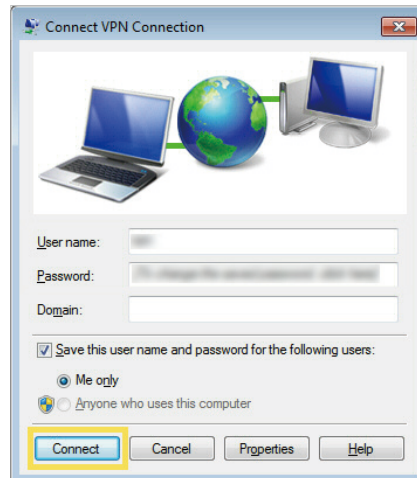 Connect VPN Connection
User name:
Password:
Domain:
Save this user name and password for the following users:
Me only
Anyone who uses this computer
Connect Cancel Properties Help